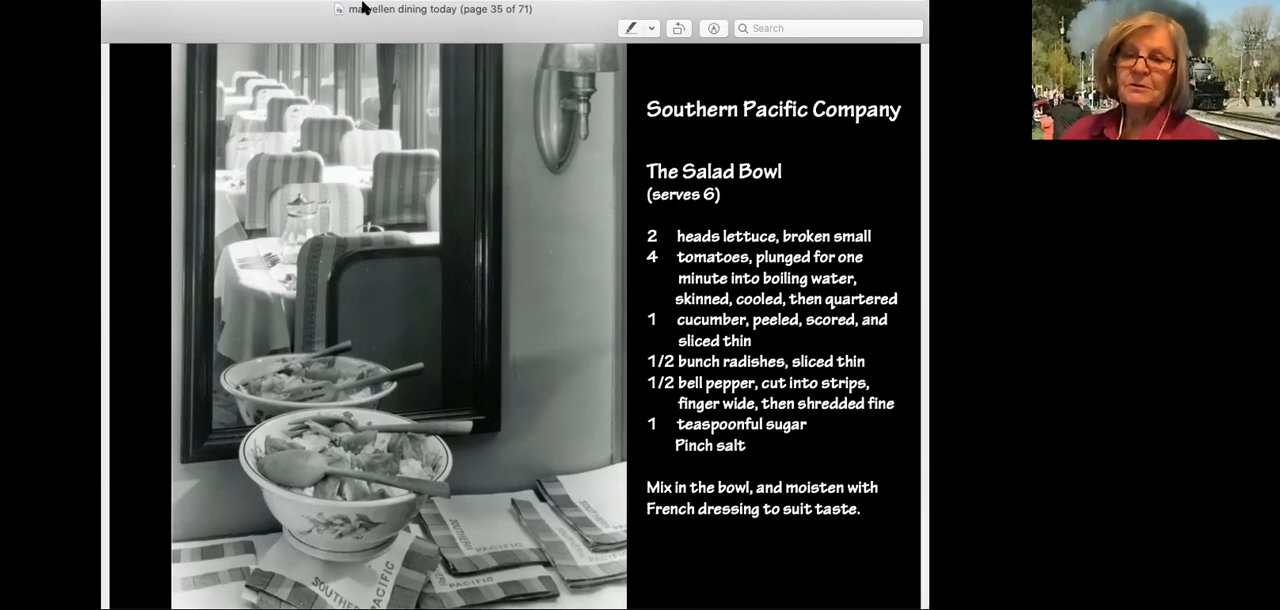 dining today (page 35 of 71)
Search
Southern Pacific Company
The Salad Bowl
(serves 6)
2 heads lettuce, broken small
4 tomatoes, plunged for one
minute into boiling water,
skinned, cooled, then quartered
1 cucumber, peeled, scored, and
sliced thin
1/2 bunch radishes, sliced thin
1/2 bell pepper, cut into strips,
finger wide, then shredded fine
1 teaspoonful sugar
Pinch salt
Mix in the bowl, and moisten with
French dressing to suit taste.
SOUTHERN
PACIFIC
SOUTHERN
PACIFIC
PACIFIC
SOUTHERN